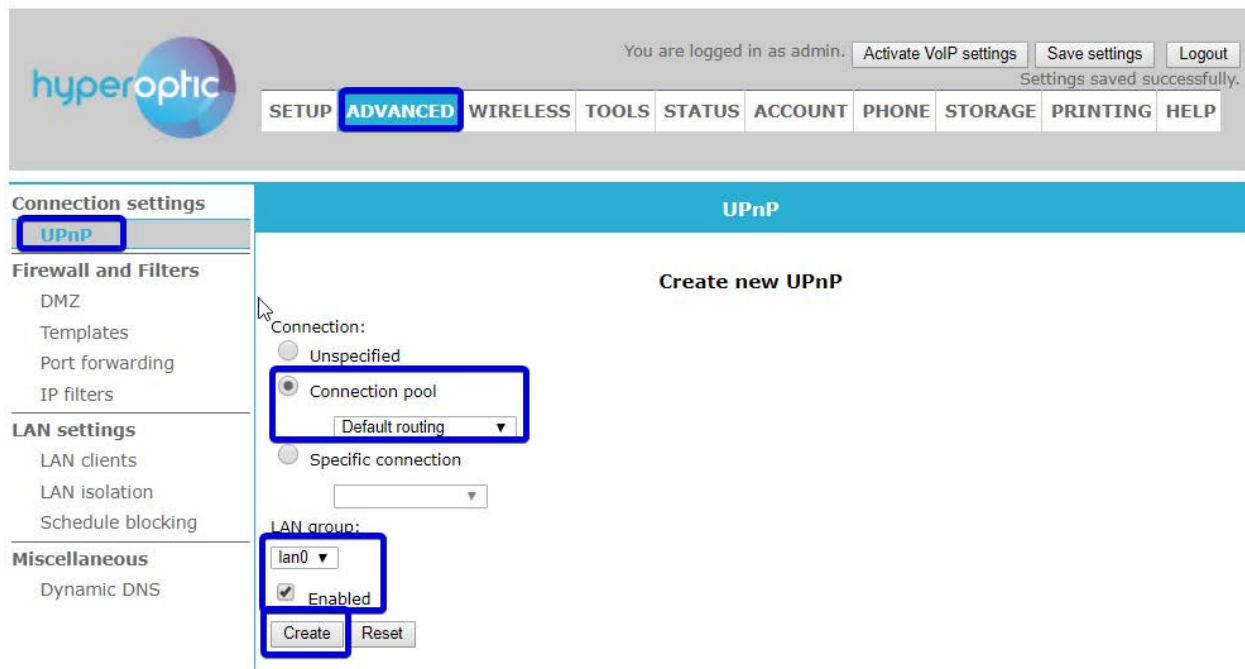 hyperoptic
You are logged in as admin. Activate VoIP settings Save settings Logout
Settings saved successfully.
SETUP ADVANCED WIRELESS TOOLS STATUS ACCOUNT PHONE STORAGE PRINTING HELP
Connection settings
UPnP
Firewall and Filters
DMZ
Templates
Port forwarding
IP filters
LAN settings
LAN clients
LAN isolation
Schedule blocking
Miscellaneous
Dynamic DNS
UPnP
Create new UPnP
Connection:
Unspecified
Connection pool
Default routing
Specific connection
LAN group:
lan0
Enabled
Create Reset